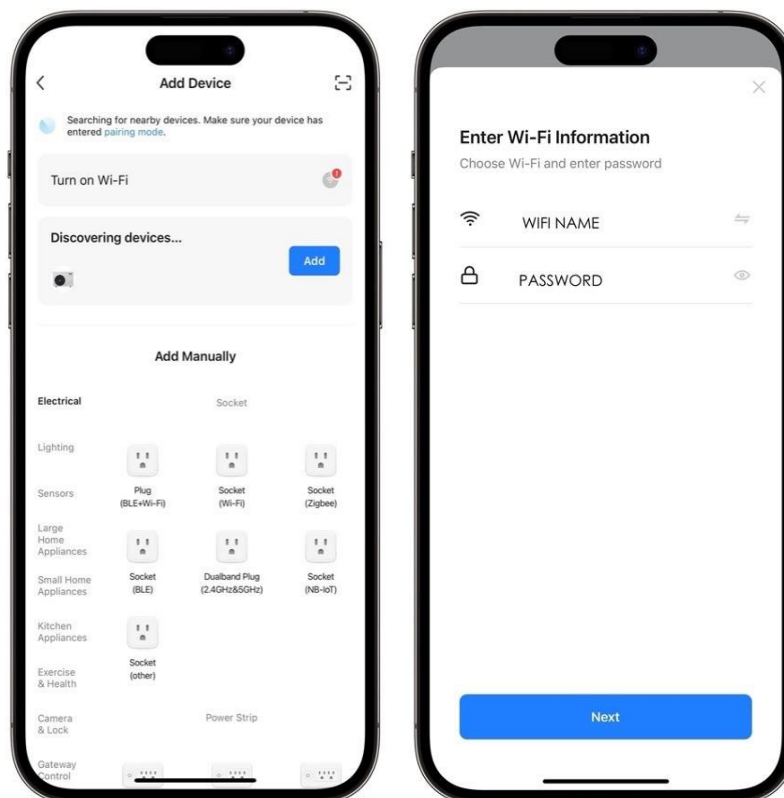 Add Device
Searching for nearby devices. Make sure your device has
entered pairing mode.
Turn on Wi-Fi
!
Discovering devices...
Add
Add Manually
Electrical
Socket
Lighting
Sensors
Large
Home
Appliances
Small Home
Appliances
Kitchen
Appliances
Exercise
& Health
Camera
& Lock
Gateway
Control
Plug
(BLE+Wi-Fi)
Socket
(Wi-Fi)
Socket
(Zigbee)
Socket
(BLE)
Dualband Plug
(2.4GHz&5GHz)
Socket
(NB-IoT)
Socket
(other)
Power Strip
Enter Wi-Fi Information
Choose Wi-Fi and enter password
WIFI NAME
PASSWORD
Next